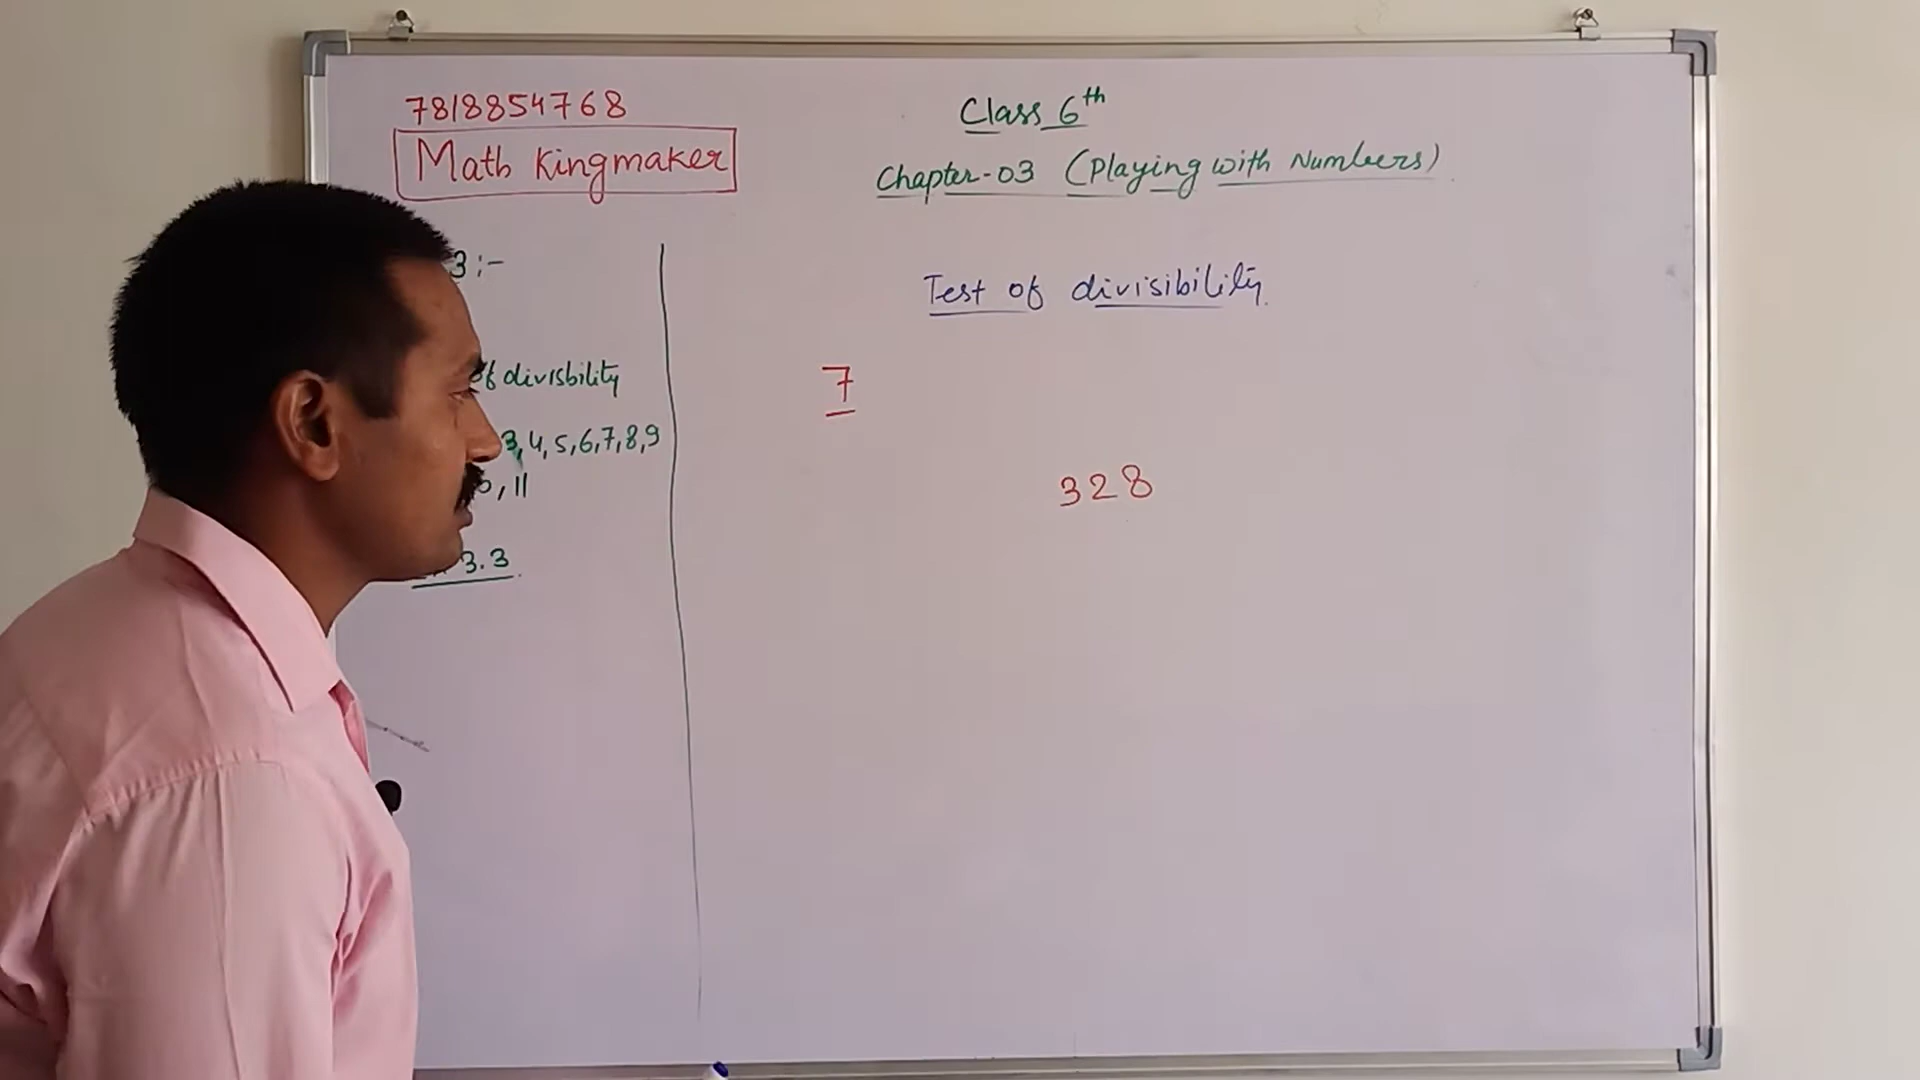 7818854768
Math Kingmaker
Class 6th
Chapter-03 (Playing with Numbers)
3:-
of divisbility
3,4,5,6,7,8,9
, 11
3.3
Test of divisibility.
7
328